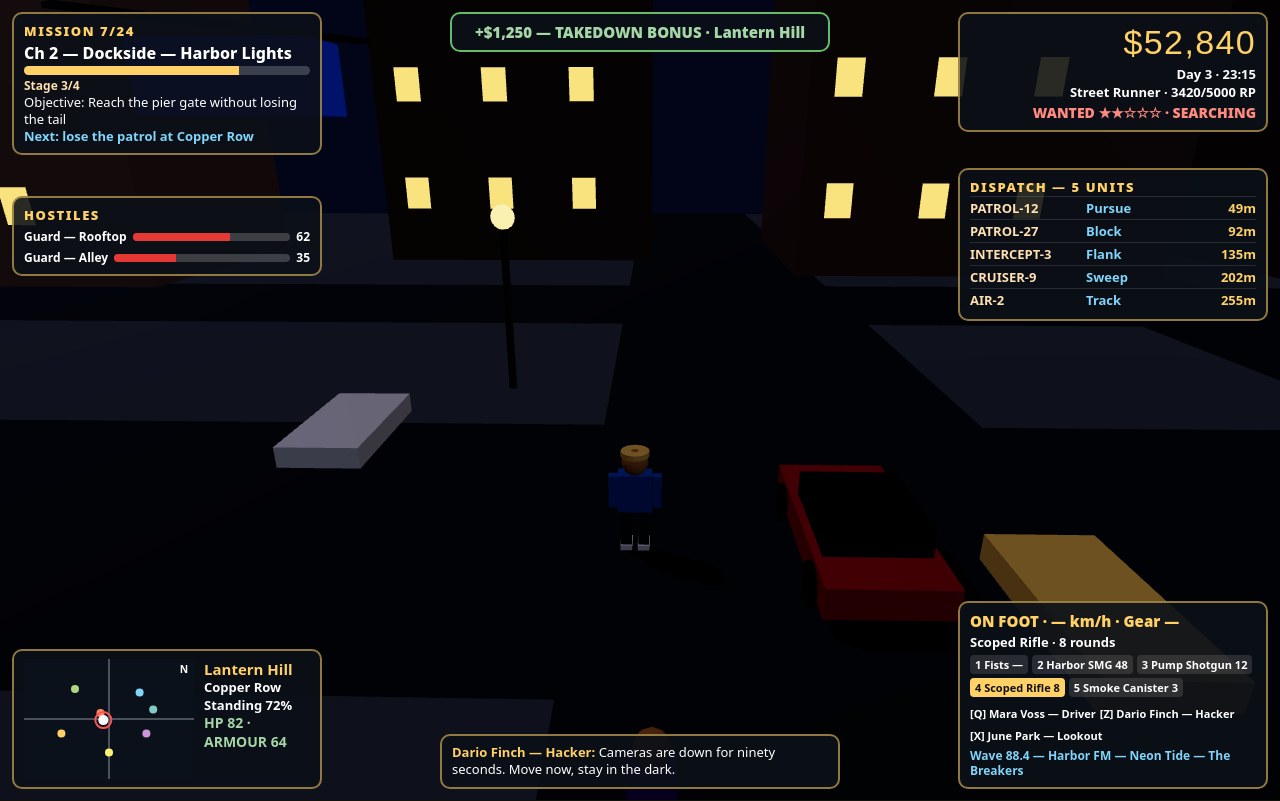 MISSION 7/24
Ch 2 — Dockside — Harbor Lights
Stage 3/4
Objective: Reach the pier gate without losing
the tail
Next: lose the patrol at Copper Row
HOSTILES
Guard — Rooftop 62
Guard — Alley 35
+$1,250 — TAKEDOWN BONUS · Lantern Hill
$52,840
Day 3 · 23:15
Street Runner · 3420/5000 RP
WANTED ★★☆☆☆ · SEARCHING
DISPATCH — 5 UNITS
PATROL-12 Pursue 49m
PATROL-27 Block 92m
INTERCEPT-3 Flank 135m
CRUISER-9 Sweep 202m
AIR-2 Track 255m
N
Lantern Hill
Copper Row
Standing 72%
HP 82 ·
ARMOUR 64
Dario Finch — Hacker: Cameras are down for ninety
seconds. Move now, stay in the dark.
ON FOOT · — km/h · Gear —
Scoped Rifle · 8 rounds
1 Fists — 2 Harbor SMG 48 3 Pump Shotgun 12
4 Scoped Rifle 8 5 Smoke Canister 3
[Q] Mara Voss — Driver [Z] Dario Finch — Hacker
[X] June Park — Lookout
Wave 88.4 — Harbor FM — Neon Tide — The
Breakers